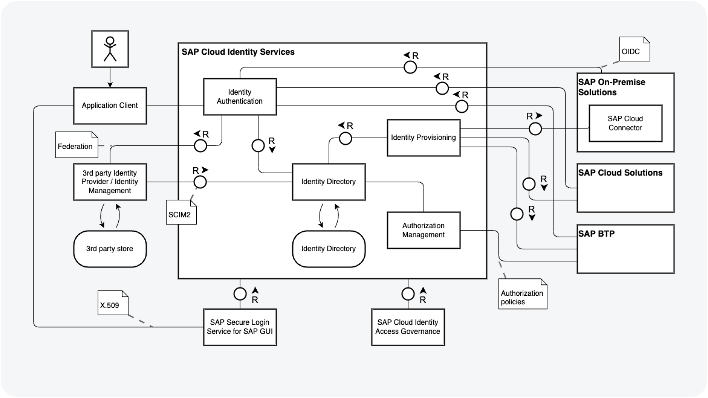 SAP Cloud Identity Services
R
OIDC
SAP On-Premise
Solutions
R
Identity
Authentication
Application Client
R
SAP Cloud
Connector
R
R
R
R
Identity Provisioning
Federation
3rd party Identity
Provider / Identity
Management
R
Identity Directory
R
SAP Cloud Solutions
SCIM2
R
Authorization
Management
SAP BTP
3rd party store
Identity Directory
Authorization
policies
X.509
R
R
SAP Secure Login
Service for SAP GUI
SAP Cloud Identity
Access Governance